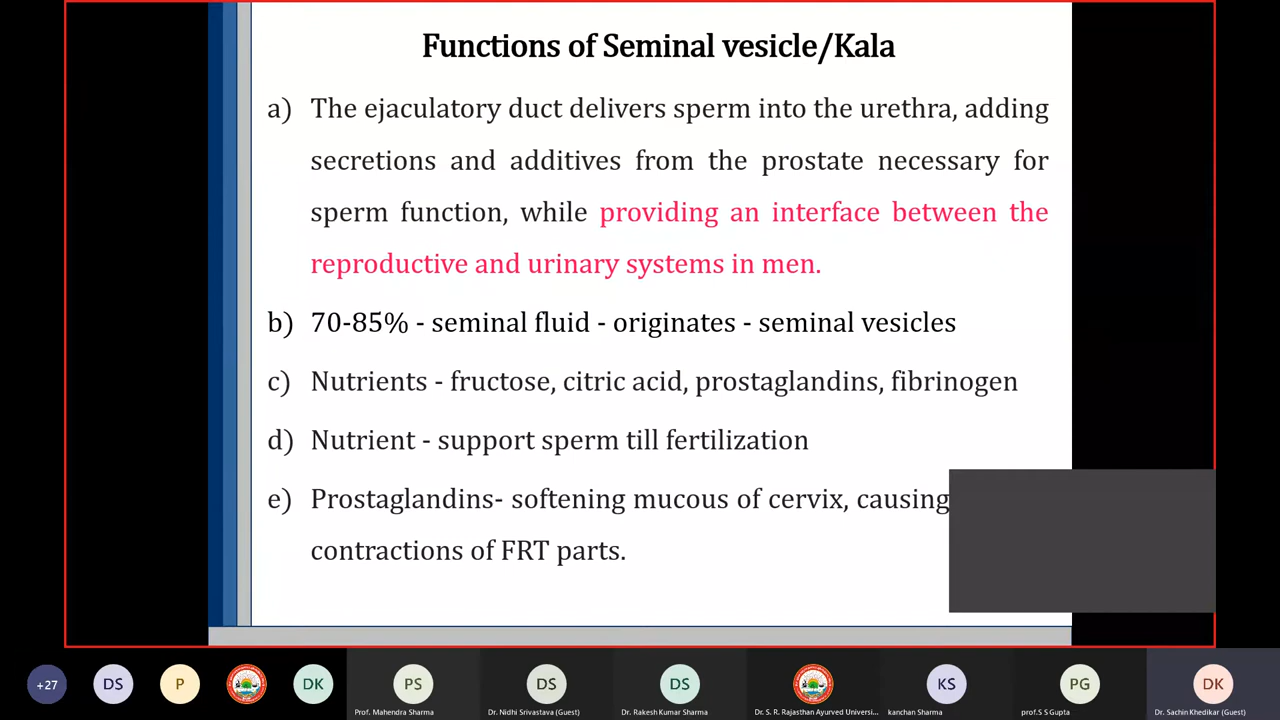 Functions of Seminal vesicle/Kala
a) The ejaculatory duct delivers sperm into the urethra, adding
secretions and additives from the prostate necessary for
sperm function, while providing an interface between the
reproductive and urinary systems in men.
b) 70-85% - seminal fluid - originates - seminal vesicles
c) Nutrients - fructose, citric acid, prostaglandins, fibrinogen
d) Nutrient - support sperm till fertilization
e) Prostaglandins- softening mucous of cervix, causing
contractions of FRT parts.
+27 DS P DK PS DS DS KS PG DK
Prof. Mahendra Sharma Dr. Nidhi Srivastava (Guest) Dr. Rakesh Kumar Sharma Dr. S. R. Rajasthan Ayurved Universi... kanchan Sharma prof.S S Gupta Dr. Sachin Khedikar (Guest)